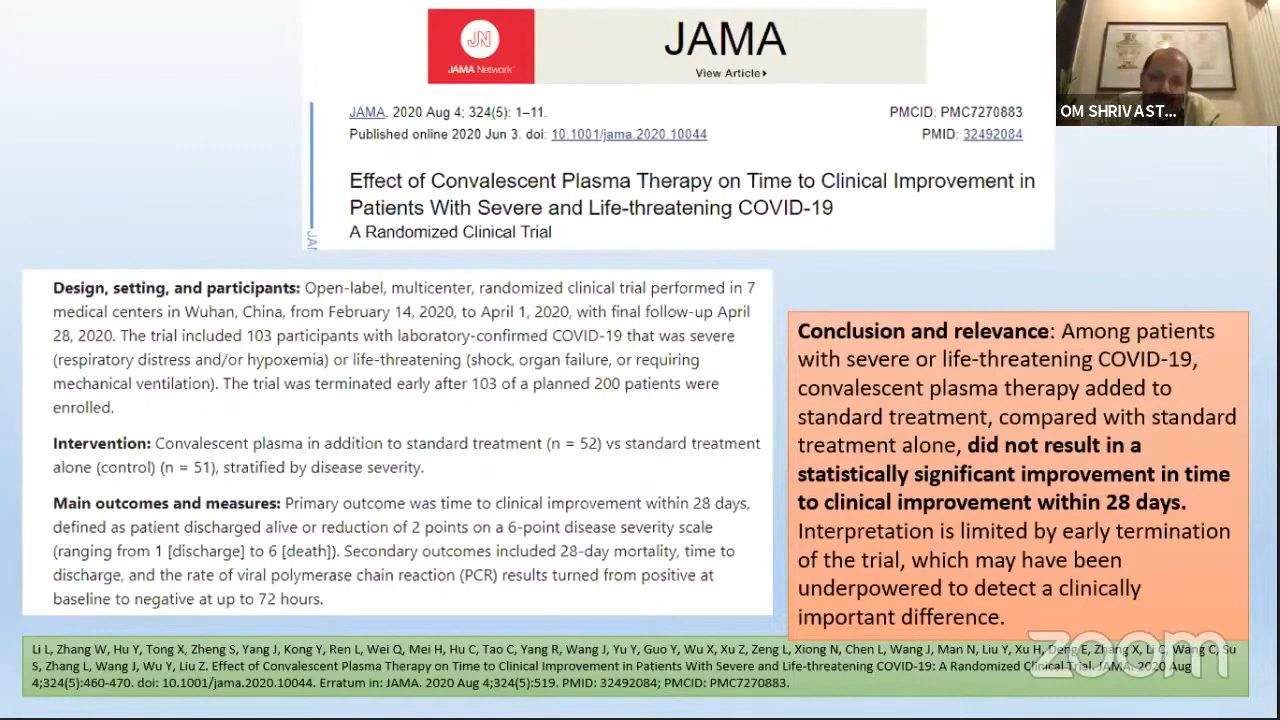 JN
JAMA Network
JAMA
View Article
OM SHRIVAST...
JAMA. 2020 Aug 4; 324(5): 1–11.
PMCID: PMC7270883
Published online 2020 Jun 3. doi: 10.1001/jama.2020.10044
PMID: 32492084
Effect of Convalescent Plasma Therapy on Time to Clinical Improvement in
Patients With Severe and Life-threatening COVID-19
A Randomized Clinical Trial
Design, setting, and participants: Open-label, multicenter, randomized clinical trial performed in 7
medical centers in Wuhan, China, from February 14, 2020, to April 1, 2020, with final follow-up April
28, 2020. The trial included 103 participants with laboratory-confirmed COVID-19 that was severe
(respiratory distress and/or hypoxemia) or life-threatening (shock, organ failure, or requiring
mechanical ventilation). The trial was terminated early after 103 of a planned 200 patients were
enrolled.
Intervention: Convalescent plasma in addition to standard treatment (n = 52) vs standard treatment
alone (control) (n = 51), stratified by disease severity.
Main outcomes and measures: Primary outcome was time to clinical improvement within 28 days,
defined as patient discharged alive or reduction of 2 points on a 6-point disease severity scale
(ranging from 1 [discharge] to 6 [death]). Secondary outcomes included 28-day mortality, time to
discharge, and the rate of viral polymerase chain reaction (PCR) results turned from positive at
baseline to negative at up to 72 hours.
Conclusion and relevance: Among patients
with severe or life-threatening COVID-19,
convalescent plasma therapy added to
standard treatment, compared with standard
treatment alone, did not result in a
statistically significant improvement in time
to clinical improvement within 28 days.
Interpretation is limited by early termination
of the trial, which may have been
underpowered to detect a clinically
important difference.
Li L, Zhang W, Hu Y, Tong X, Zheng S, Yang J, Kong Y, Ren L, Wei Q, Mei H, Hu C, Tao C, Yang R, Wang J, Yu Y, Guo Y, Wu X, Xu Z, Zeng L, Xiong N, Chen L, Wang J, Man N, Liu Y, Xu H, Deng E, Zhang X, Li C, Wang C, Su
S, Zhang L, Wang J, Wu Y, Liu Z. Effect of Convalescent Plasma Therapy on Time to Clinical Improvement in Patients With Severe and Life-threatening COVID-19: A Randomized Clinical Trial. JAMA. 2020 Aug
4;324(5):460-470. doi: 10.1001/jama.2020.10044. Erratum in: JAMA. 2020 Aug 4;324(5):519. PMID: 32492084; PMCID: PMC7270883.
zoom